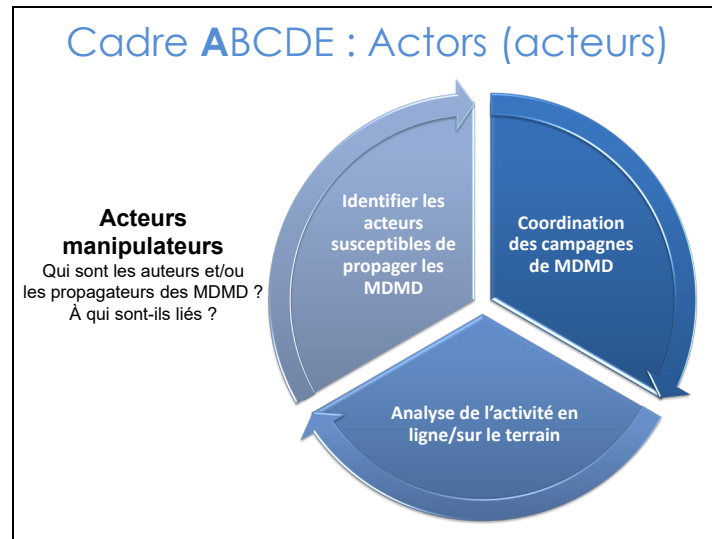 Cadre ABCDE : Actors (acteurs)
Acteurs
manipulateurs
Qui sont les auteurs et/ou
les propagateurs des MDMD ?
À qui sont-ils liés ?
Identifier les
acteurs
susceptibles de
propager les
MDMD
Coordination
des campagnes
de MDMD
Analyse de l’activité en
ligne/sur le terrain